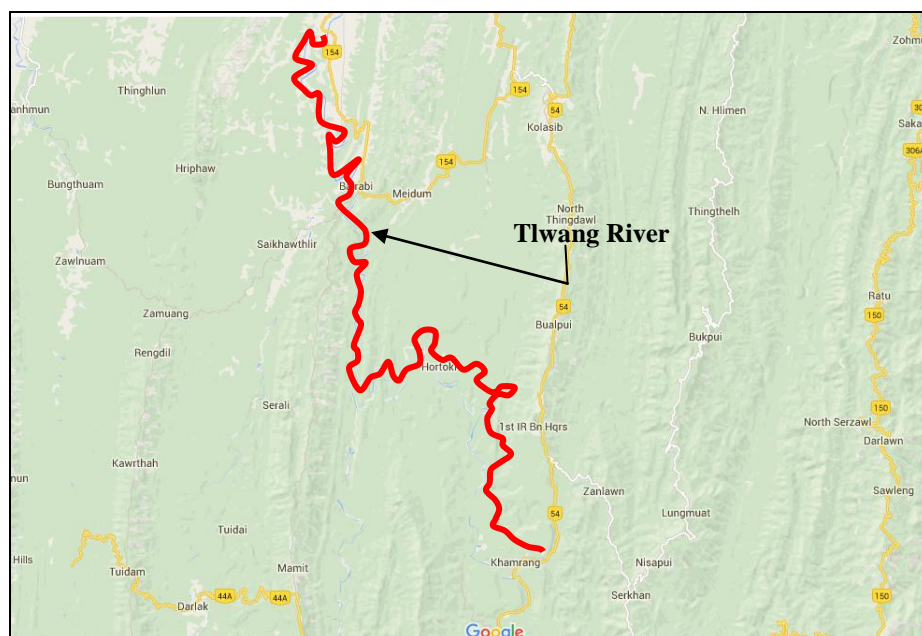 Zohmu
154
Thinghlun
154
anhmun
N. Hlimen
54
Kolasib
Saka
306A
154
Hriphaw
Bungthuam
Bairabi
Meidum
North
Thingdawl
Thingthelh
Tlwang River
Saikhawthlir
Zawlnuam
Ratu
Zamuang
54
150
Bualpui
Bukpui
Rengdil
Hortoki
Serali
150
North Serzawl
1st IR Bn Hqrs
Darlawn
Kawrthah
nun
Zanlawn
Sawleng
54
Lungmuat
Tuidai
Hills
Tuidam
Mamit
Khamrang
Nisapui
Serkhan
44A
44A
150
Darlak
Google